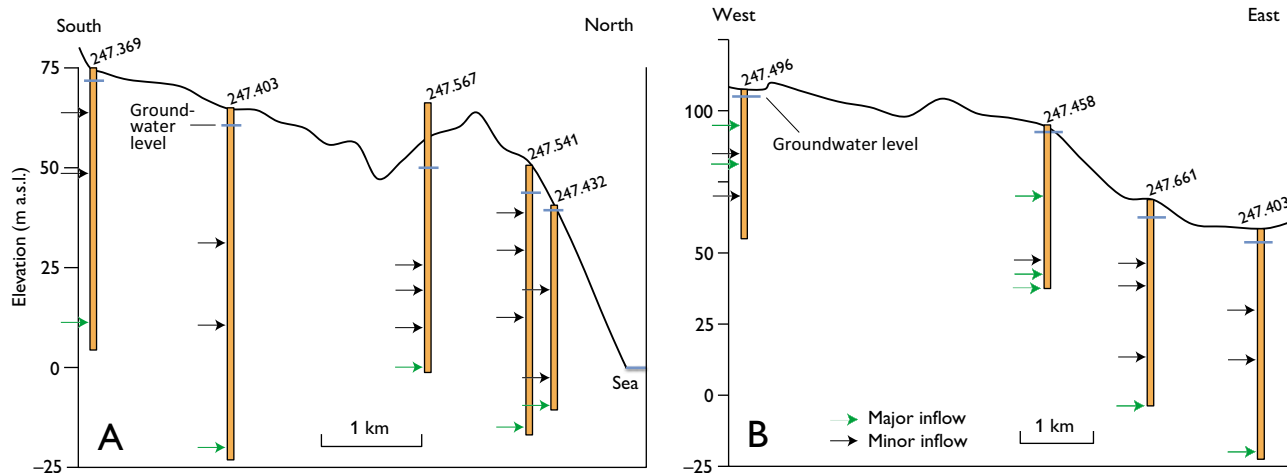 South
North
247.369
247.403
247.567
247.541
247.432
Ground-
water
level
75
50
25
0
–25
Elevation (m a.s.l.)
Sea
1 km
A
West
East
247.496
247.458
247.661
247.403
Groundwater level
100
50
25
0
–25
Major inflow
Minor inflow
1 km
B